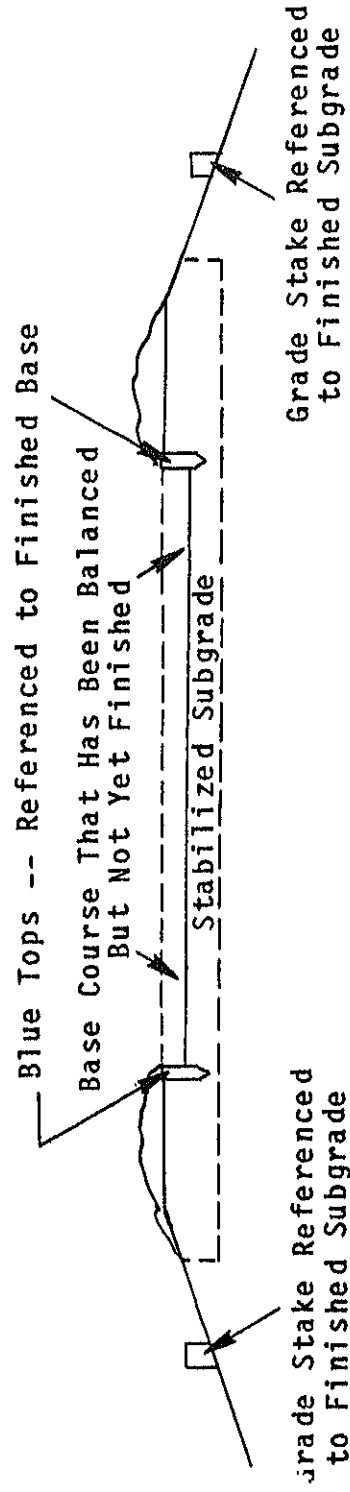 Blue Tops -- Referenced to Finished Base
Base Course That Has Been Balanced
But Not Yet Finished
Stabilized Subgrade
Stake Referenced
to Finished Subgrade
Grade Stake Referenced
to Finished Subgrade